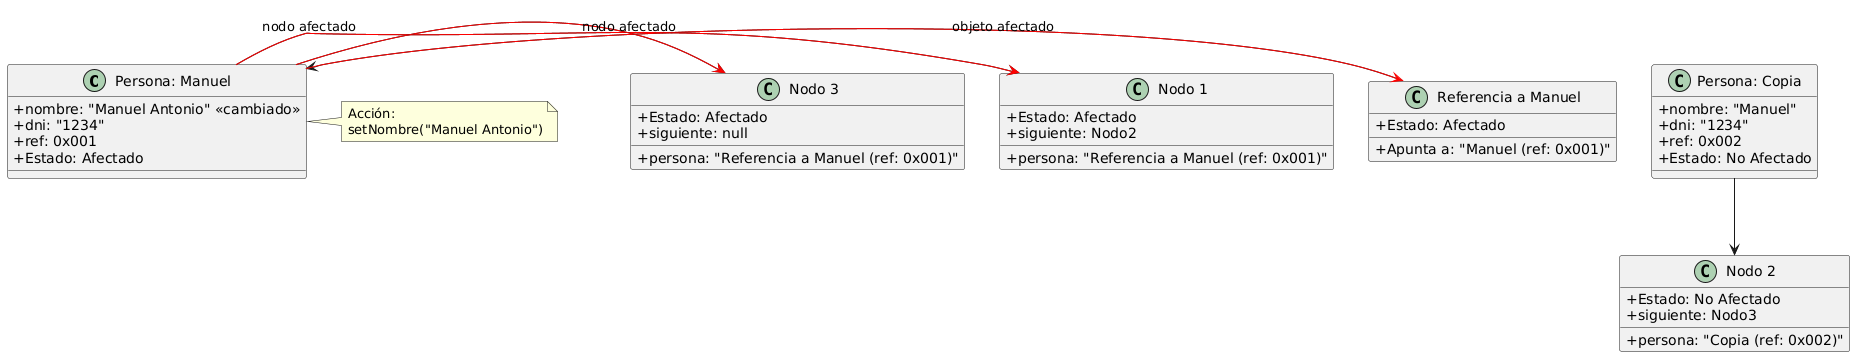 nodo afectado
nodo afectado
objeto afectado
C Persona: Manuel
+nombre: "Manuel Antonio" «cambiado»
+dni: "1234"
+ref: 0x001
+Estado: Afectado
Acción:
setNombre("Manuel Antonio")
C Nodo 3
+Estado: Afectado
+siguiente: null
+persona: "Referencia a Manuel (ref: 0x001)"
C Nodo 1
+Estado: Afectado
+siguiente: Nodo2
+persona: "Referencia a Manuel (ref: 0x001)"
C Referencia a Manuel
+Estado: Afectado
+Apunta a: "Manuel (ref: 0x001)"
C Persona: Copia
+nombre: "Manuel"
+dni: "1234"
+ref: 0x002
+Estado: No Afectado
C Nodo 2
+Estado: No Afectado
+siguiente: Nodo3
+persona: "Copia (ref: 0x002)"